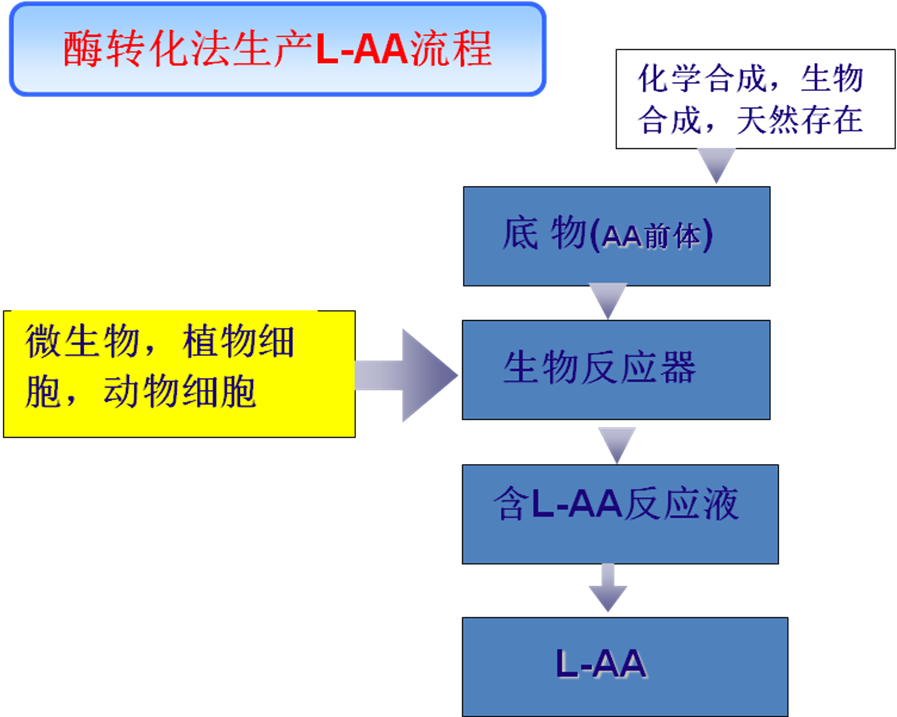 酶转化法生产L-AA流程
化学合成，生物
合成，天然存在
底 物(AA前体)
微生物，植物细
胞，动物细胞
生物反应器
含L-AA反应液
L-AA